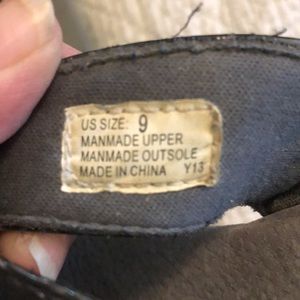 US SIZE: 9
MANMADE UPPER
MANMADE OUTSOLE
MADE IN CHINA Y13